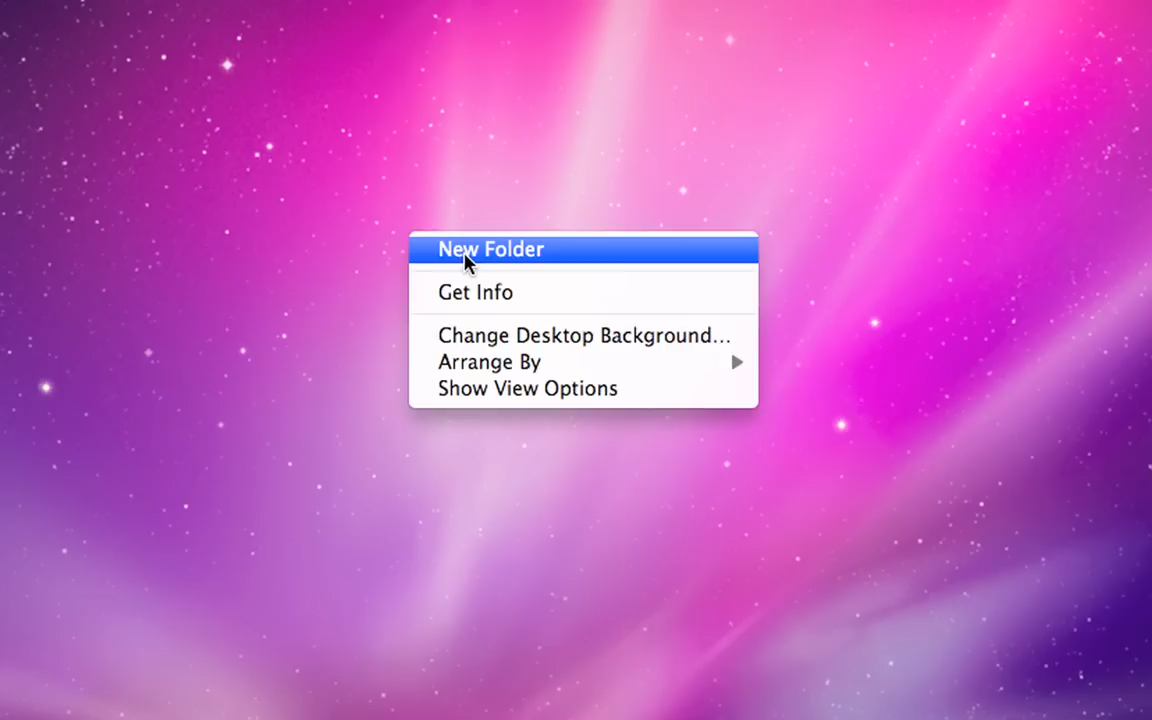 New Folder
Get Info
Change Desktop Background...
Arrange By
Show View Options